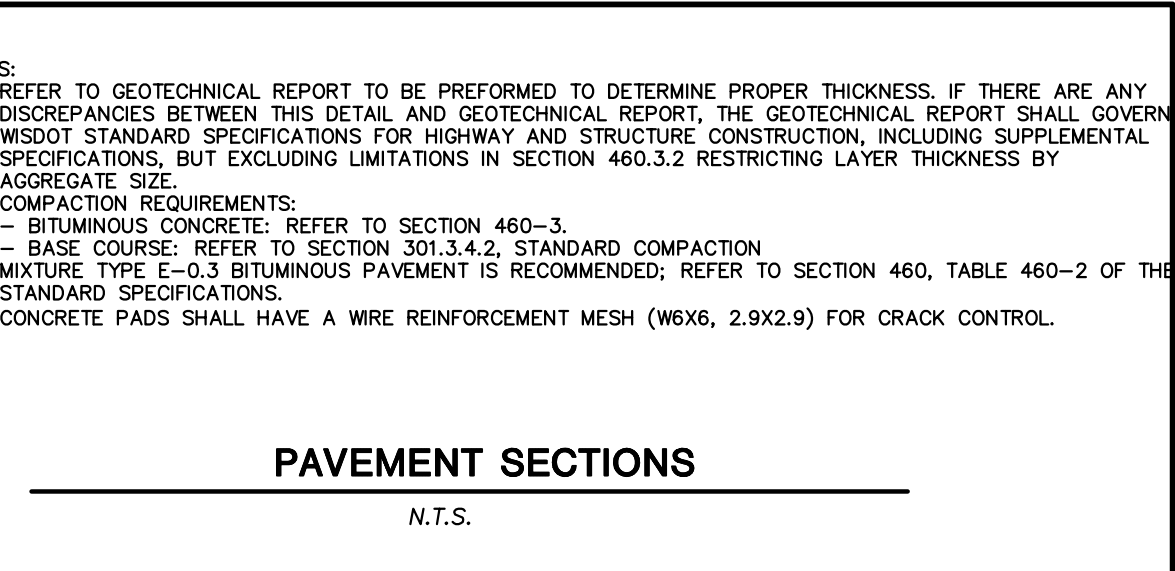 S:
REFER TO GEOTECHNICAL REPORT TO BE PREFORMED TO DETERMINE PROPER THICKNESS. IF THERE ARE ANY
DISCREPANCIES BETWEEN THIS DETAIL AND GEOTECHNICAL REPORT, THE GEOTECHNICAL REPORT SHALL GOVERN
WISDOT STANDARD SPECIFICATIONS FOR HIGHWAY AND STRUCTURE CONSTRUCTION, INCLUDING SUPPLEMENTAL
SPECIFICATIONS, BUT EXCLUDING LIMITATIONS IN SECTION 460.3.2 RESTRICTING LAYER THICKNESS BY
AGGREGATE SIZE.
COMPACTION REQUIREMENTS:
– BITUMINOUS CONCRETE: REFER TO SECTION 460–3.
– BASE COURSE: REFER TO SECTION 301.3.4.2, STANDARD COMPACTION
MIXTURE TYPE E–0.3 BITUMINOUS PAVEMENT IS RECOMMENDED; REFER TO SECTION 460, TABLE 460–2 OF THE
STANDARD SPECIFICATIONS.
CONCRETE PADS SHALL HAVE A WIRE REINFORCEMENT MESH (W6X6, 2.9X2.9) FOR CRACK CONTROL.
PAVEMENT SECTIONS
N.T.S.